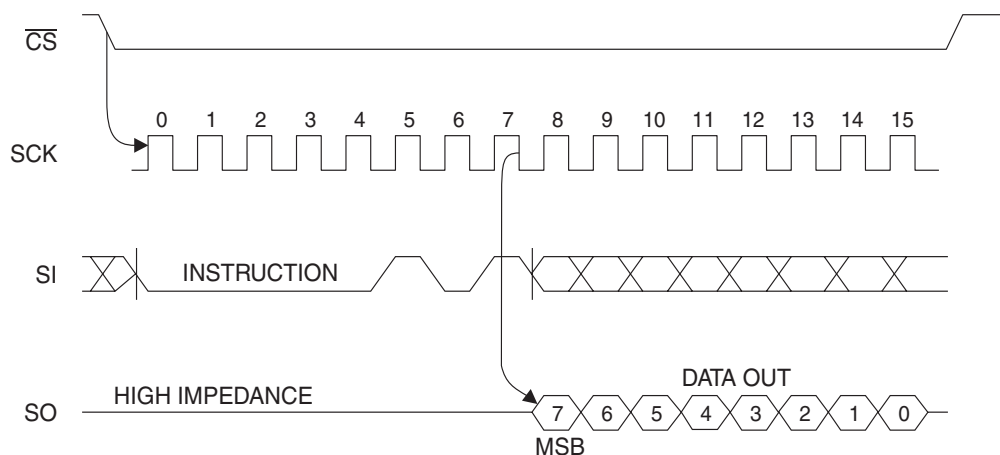 C̅S̅
0 1 2 3 4 5 6 7 8 9 10 11 12 13 14 15
SCK
SI INSTRUCTION
HIGH IMPEDANCE DATA OUT
SO 7 6 5 4 3 2 1 0
MSB